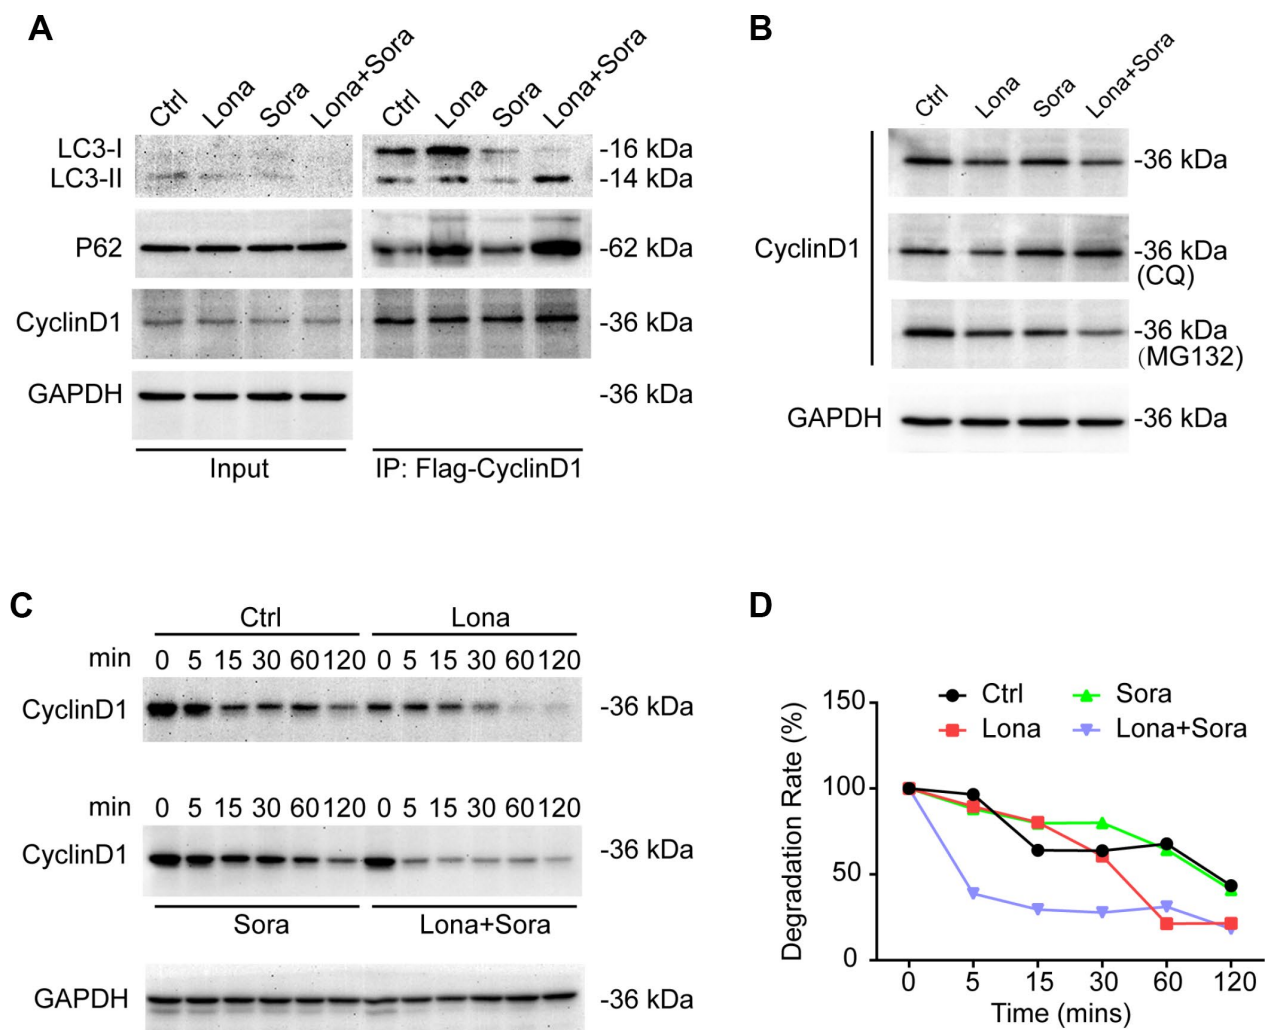 A
Ctrl Lona Sora Lona+Sora Ctrl Lona Sora Lona+Sora
LC3-I -16 kDa
LC3-II -14 kDa
P62 -62 kDa
CyclinD1 -36 kDa
GAPDH -36 kDa
Input IP: Flag-CyclinD1
B
Ctrl Lona Sora Lona+Sora
-36 kDa
CyclinD1 -36 kDa
(CQ)
-36 kDa
(MG132)
GAPDH -36 kDa
C
Ctrl Lona
min 0 5 15 30 60 120 0 5 15 30 60 120
CyclinD1 -36 kDa
min 0 5 15 30 60 120 0 5 15 30 60 120
CyclinD1 -36 kDa
Sora Lona+Sora
GAPDH -36 kDa
D
Ctrl Sora
Lona Lona+Sora
Degradation Rate (%)
150
100
50
0
0 5 15 30 60 120
Time (mins)